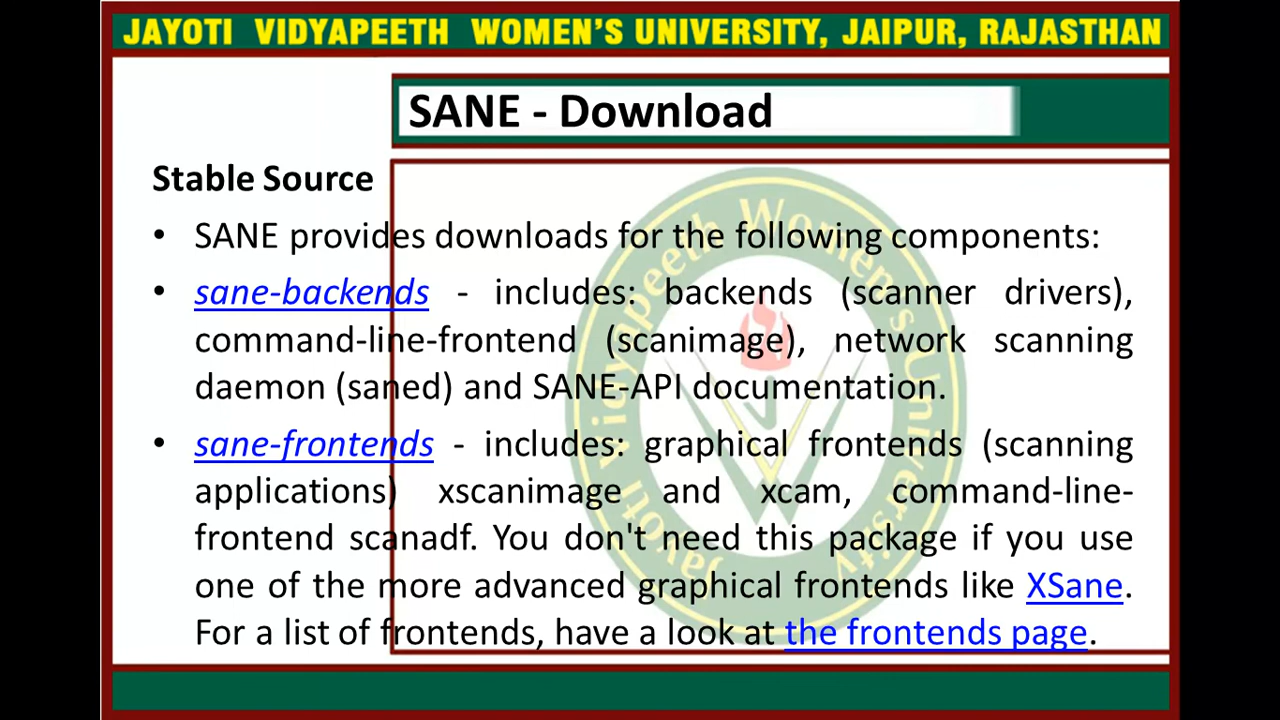 JAYOTI VIDYAPEETH WOMEN'S UNIVERSITY, JAIPUR, RAJASTHAN
SANE - Download
Stable Source
• SANE provides downloads for the following components:
• sane-backends - includes: backends (scanner drivers),
command-line-frontend (scanimage), network scanning
daemon (saned) and SANE-API documentation.
• sane-frontends - includes: graphical frontends (scanning
applications) xscanimage and xcam, command-line-
frontend scanadf. You don't need this package if you use
one of the more advanced graphical frontends like XSane.
For a list of frontends, have a look at the frontends page.
Jayoti Vidyapeeth Women's University